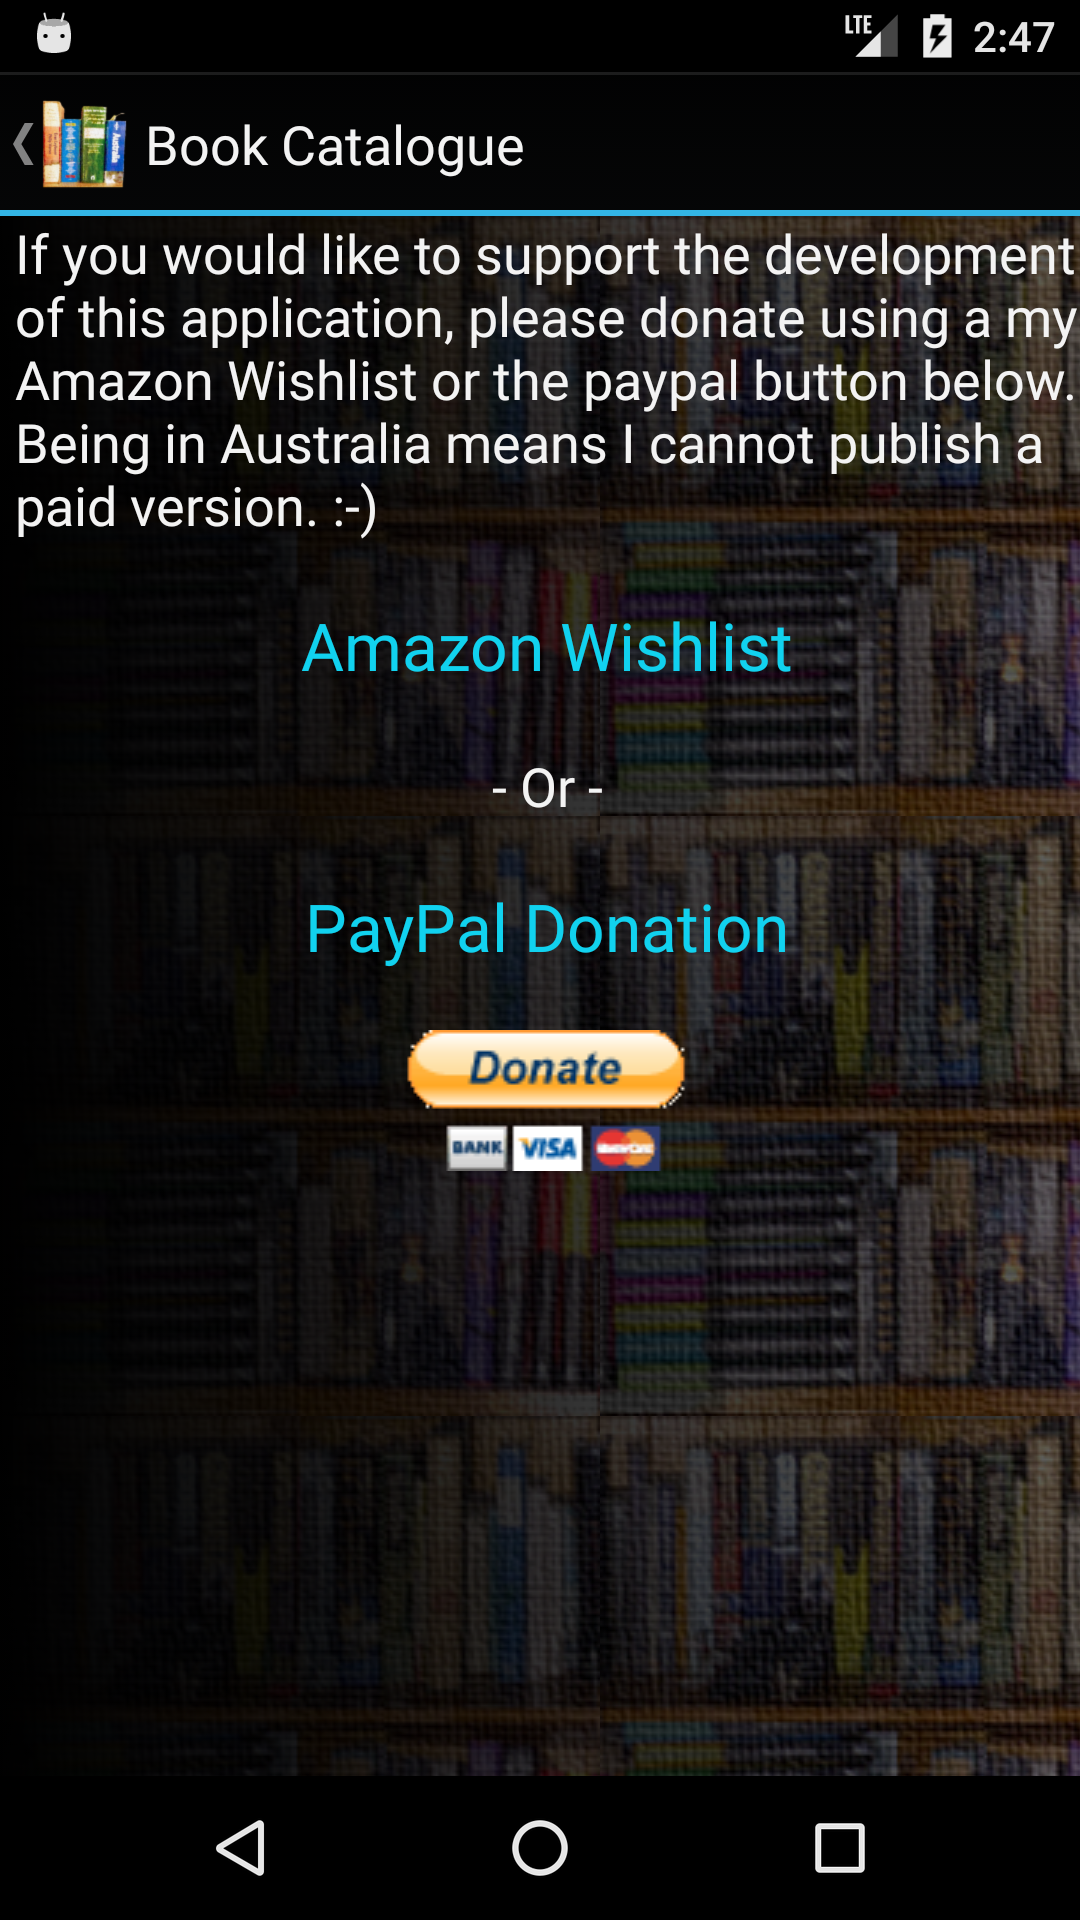 LTE 2:47
Book Catalogue
If you would like to support the development
of this application, please donate using a my
Amazon Wishlist or the paypal button below.
Being in Australia means I cannot publish a
paid version. :-)
Amazon Wishlist
- Or -
PayPal Donation
Donate
BANK VISA MasterCard
Australia